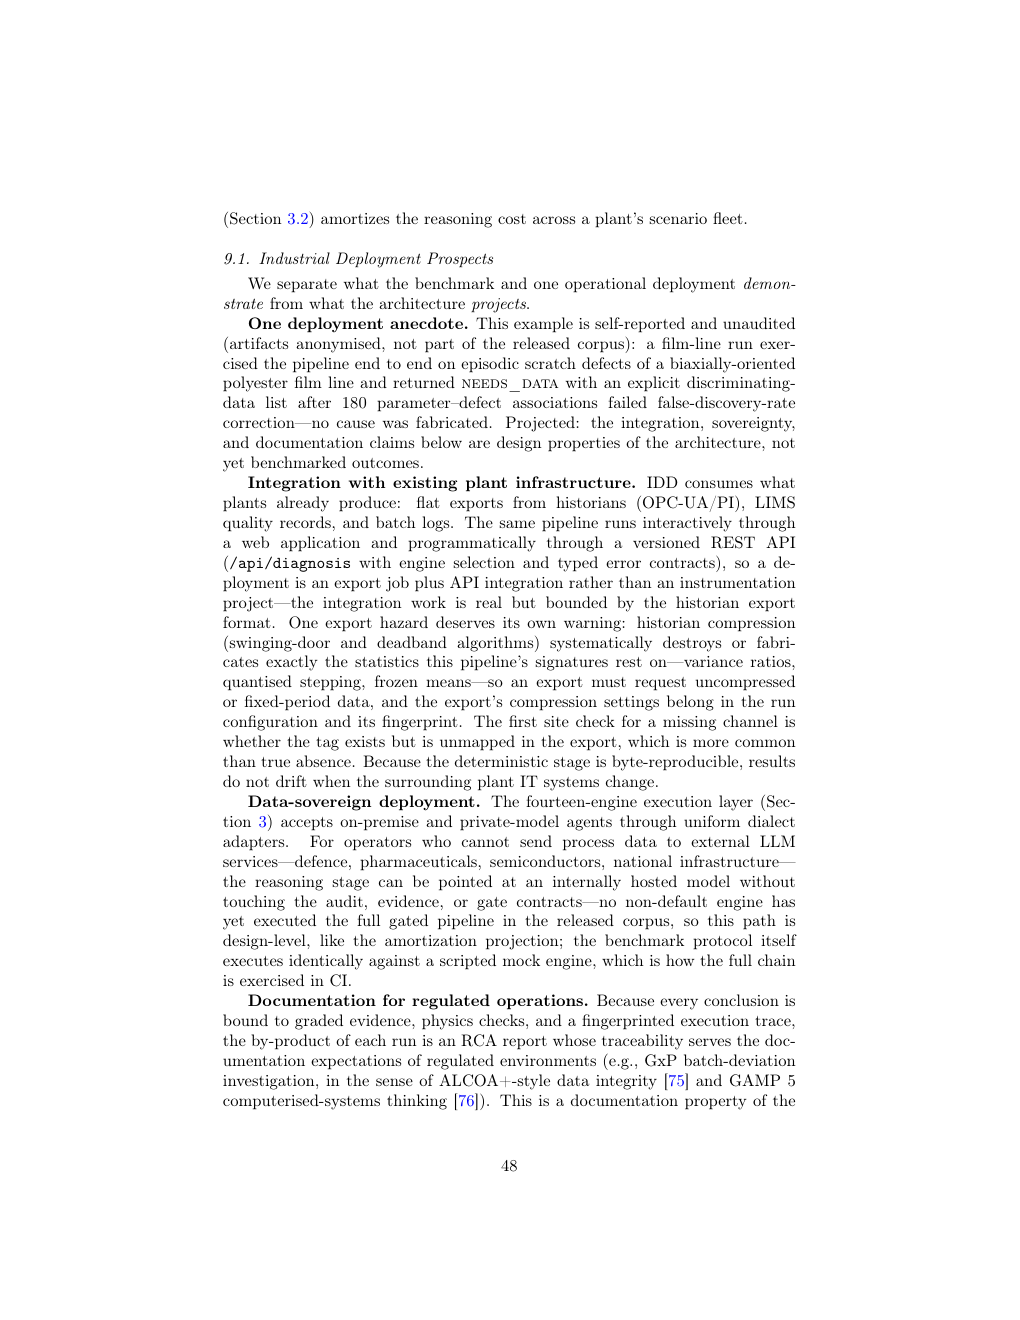 (Section 3.2) amortizes the reasoning cost across a plant's scenario fleet.
9.1. Industrial Deployment Prospects
We separate what the benchmark and one operational deployment demon-
strate from what the architecture projects.
One deployment anecdote. This example is self-reported and unaudited
(artifacts anonymised, not part of the released corpus): a film-line run exer-
cised the pipeline end to end on episodic scratch defects of a biaxially-oriented
polyester film line and returned NEEDS_DATA with an explicit discriminating-
data list after 180 parameter–defect associations failed false-discovery-rate
correction—no cause was fabricated. Projected: the integration, sovereignty,
and documentation claims below are design properties of the architecture, not
yet benchmarked outcomes.
Integration with existing plant infrastructure. IDD consumes what
plants already produce: flat exports from historians (OPC-UA/PI), LIMS
quality records, and batch logs. The same pipeline runs interactively through
a web application and programmatically through a versioned REST API
(/api/diagnosis with engine selection and typed error contracts), so a de-
ployment is an export job plus API integration rather than an instrumentation
project—the integration work is real but bounded by the historian export
format. One export hazard deserves its own warning: historian compression
(swinging-door and deadband algorithms) systematically destroys or fabri-
cates exactly the statistics this pipeline's signatures rest on—variance ratios,
quantised stepping, frozen means—so an export must request uncompressed
or fixed-period data, and the export's compression settings belong in the run
configuration and its fingerprint. The first site check for a missing channel is
whether the tag exists but is unmapped in the export, which is more common
than true absence. Because the deterministic stage is byte-reproducible, results
do not drift when the surrounding plant IT systems change.
Data-sovereign deployment. The fourteen-engine execution layer (Sec-
tion 3) accepts on-premise and private-model agents through uniform dialect
adapters. For operators who cannot send process data to external LLM
services—defence, pharmaceuticals, semiconductors, national infrastructure—
the reasoning stage can be pointed at an internally hosted model without
touching the audit, evidence, or gate contracts—no non-default engine has
yet executed the full gated pipeline in the released corpus, so this path is
design-level, like the amortization projection; the benchmark protocol itself
executes identically against a scripted mock engine, which is how the full chain
is exercised in CI.
Documentation for regulated operations. Because every conclusion is
bound to graded evidence, physics checks, and a fingerprinted execution trace,
the by-product of each run is an RCA report whose traceability serves the doc-
umentation expectations of regulated environments (e.g., GxP batch-deviation
investigation, in the sense of ALCOA+-style data integrity [75] and GAMP 5
computerised-systems thinking [76]). This is a documentation property of the
48